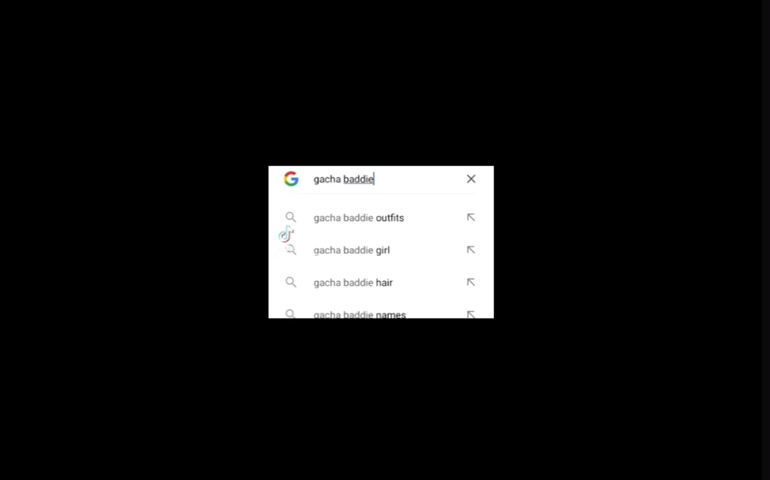 gacha baddie
gacha baddie outfits
gacha baddie girl
gacha baddie hair
gacha baddie names